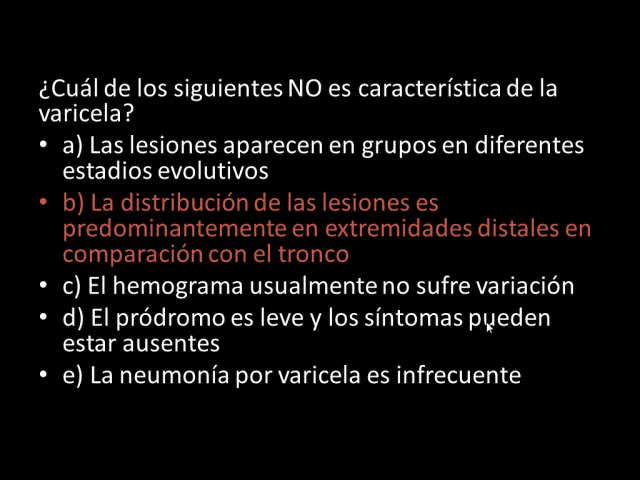 ¿Cuál de los siguientes NO es característica de la
varicela?
• a) Las lesiones aparecen en grupos en diferentes
estadios evolutivos
• b) La distribución de las lesiones es
predominantemente en extremidades distales en
comparación con el tronco
• c) El hemograma usualmente no sufre variación
• d) El pródromo es leve y los síntomas pueden
estar ausentes
• e) La neumonía por varicela es infrecuente